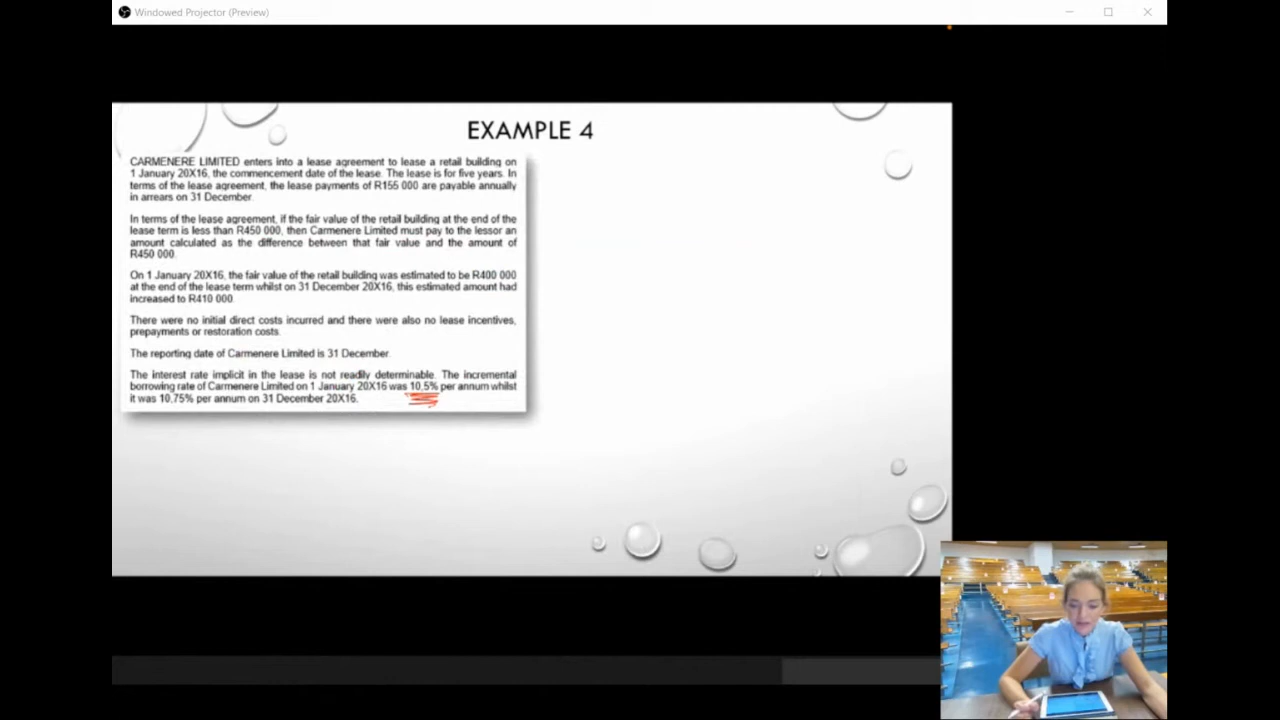 Windowed Projector (Preview)
EXAMPLE 4
CARMENERE LIMITED enters into a lease agreement to lease a retail building on
1 January 20X16, the commencement date of the lease. The lease is for five years. In
terms of the lease agreement, the lease payments of R155 000 are payable annually
in arrears on 31 December.
In terms of the lease agreement, if the fair value of the retail building at the end of the
lease term is less than R450 000, then Carmenere Limited must pay to the lessor an
amount calculated as the difference between that fair value and the amount of
R450 000.
On 1 January 20X16, the fair value of the retail building was estimated to be R400 000
at the end of the lease term whilst on 31 December 20X16, this estimated amount had
increased to R410 000.
There were no initial direct costs incurred and there were also no lease incentives,
prepayments or restoration costs.
The reporting date of Carmenere Limited is 31 December.
The interest rate implicit in the lease is not readily determinable. The incremental
borrowing rate of Carmenere Limited on 1 January 20X16 was 10,5% per annum whilst
it was 10,75% per annum on 31 December 20X16.